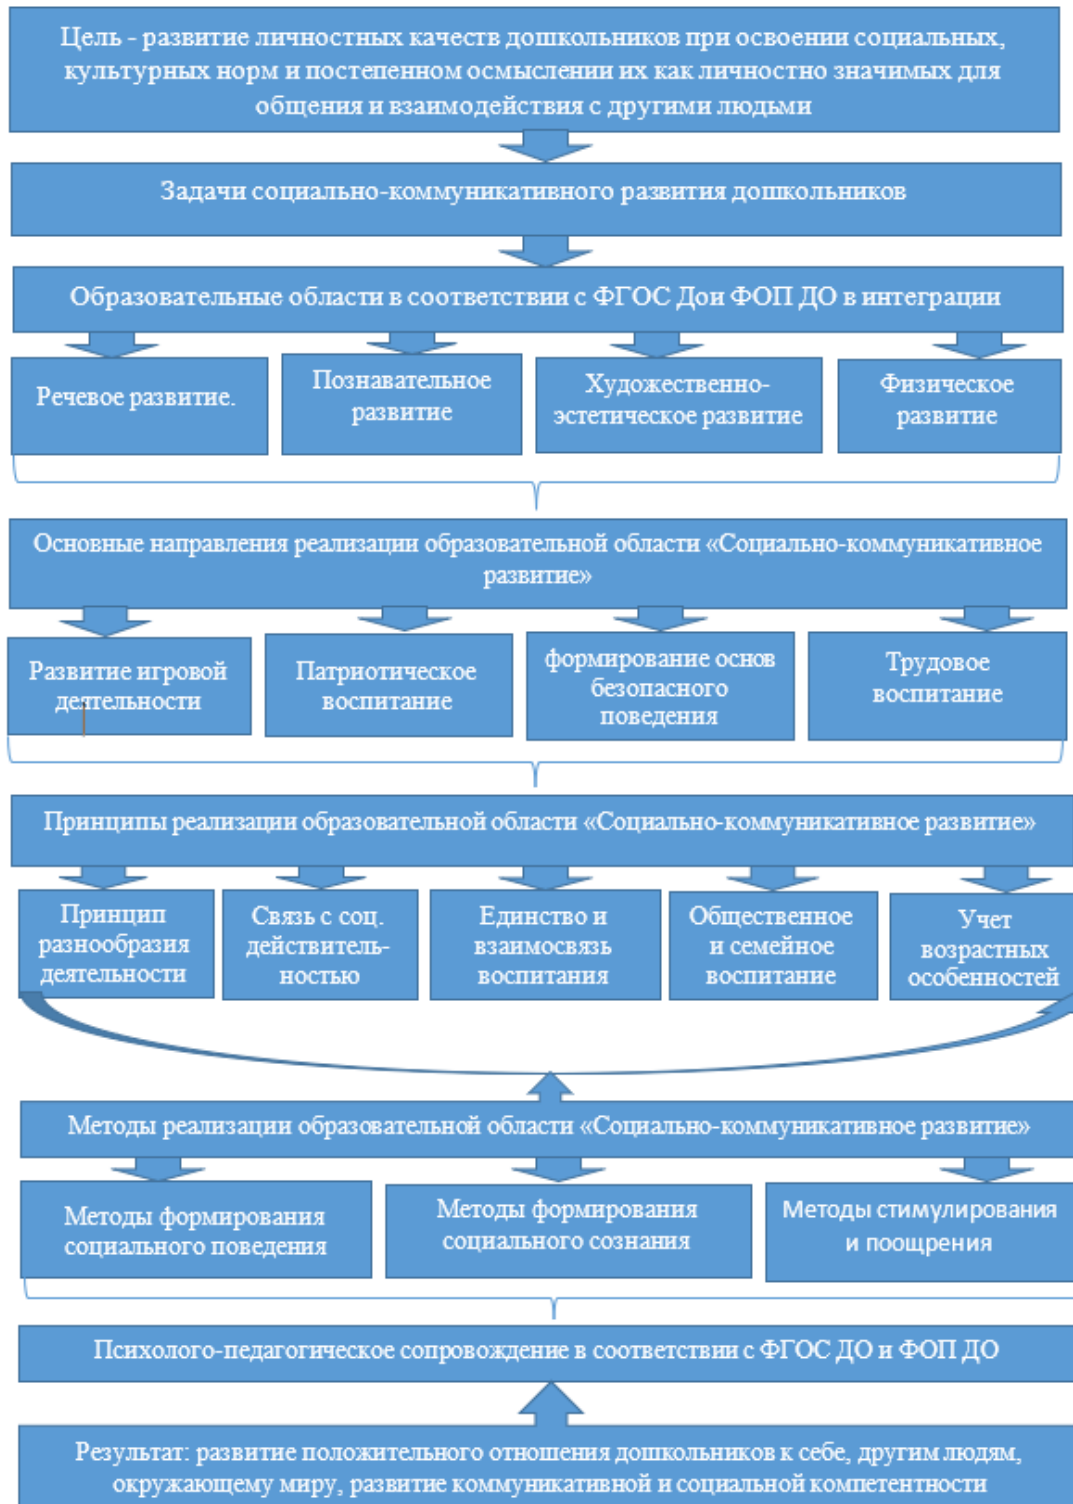 Цель - развитие личностных качеств дошкольников при освоении социальных,
культурных норм и постепенном осмыслении их как личностно значимых для
общения и взаимодействия с другими людьми
Задачи социально-коммуникативного развития дошкольников
Образовательные области в соответствии с ФГОС Дои ФОП ДО в интеграции
Речевое развитие.
Познавательное
развитие
Художественно-
эстетическое развитие
Физическое
развитие
Основные направления реализации образовательной области «Социально-коммуникативное
развитие»
Развитие игровой
деятельности
Патриотическое
воспитание
формирование основ
безопасного
поведения
Трудовое
воспитание
Принципы реализации образовательной области «Социально-коммуникативное развитие»
Принцип
разнообразия
деятельности
Связь с соц.
действитель-
ностью
Единство и
взаимосвязь
воспитания
Общественное
и семейное
воспитание
Учет
возрастных
особенностей
Методы реализации образовательной области «Социально-коммуникативное развитие»
Методы формирования
социального поведения
Методы формирования
социального сознания
Методы стимулирования
и поощрения
Психолого-педагогическое сопровождение в соответствии с ФГОС ДО и ФОП ДО
Результат: развитие положительного отношения дошкольников к себе, другим людям,
окружающему миру, развитие коммуникативной и социальной компетентности